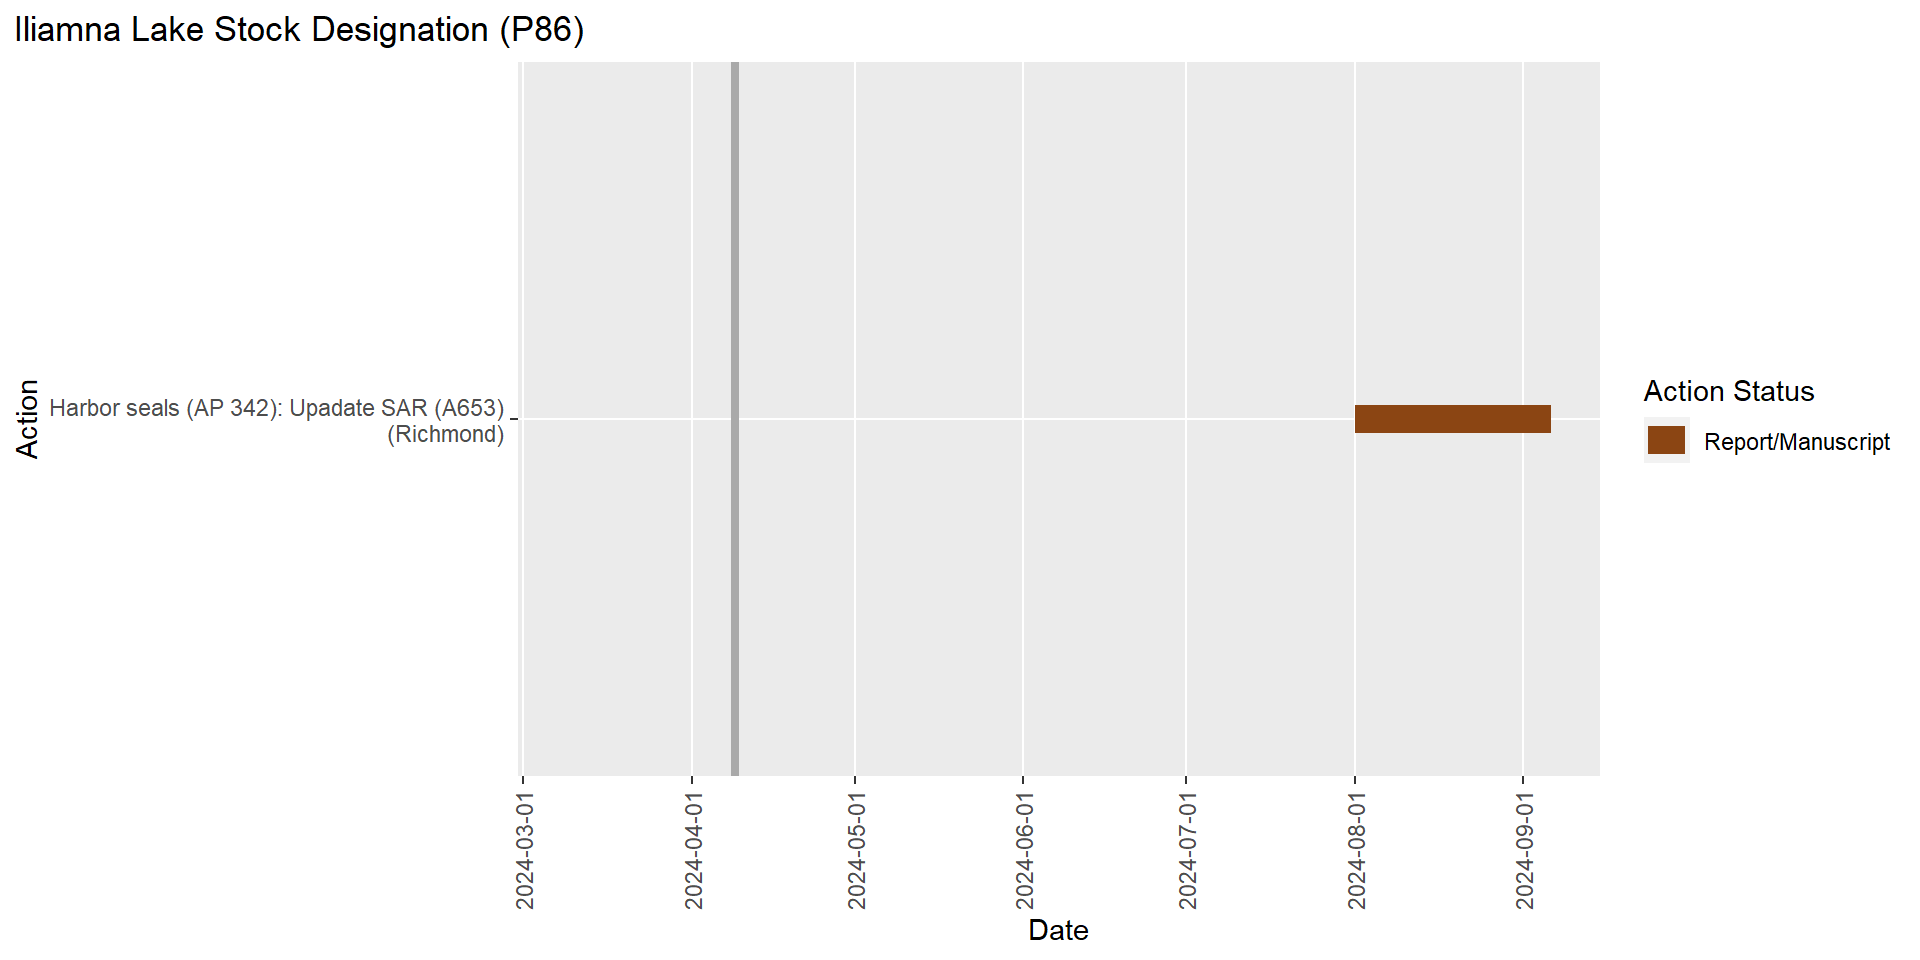 Iliamna Lake Stock Designation (P86)
Action
Harbor seals (AP 342): Upadate SAR (A653)
(Richmond)
Action Status
Report/Manuscript
2024-03-01
2024-04-01
2024-05-01
2024-06-01
2024-07-01
2024-08-01
2024-09-01
Date